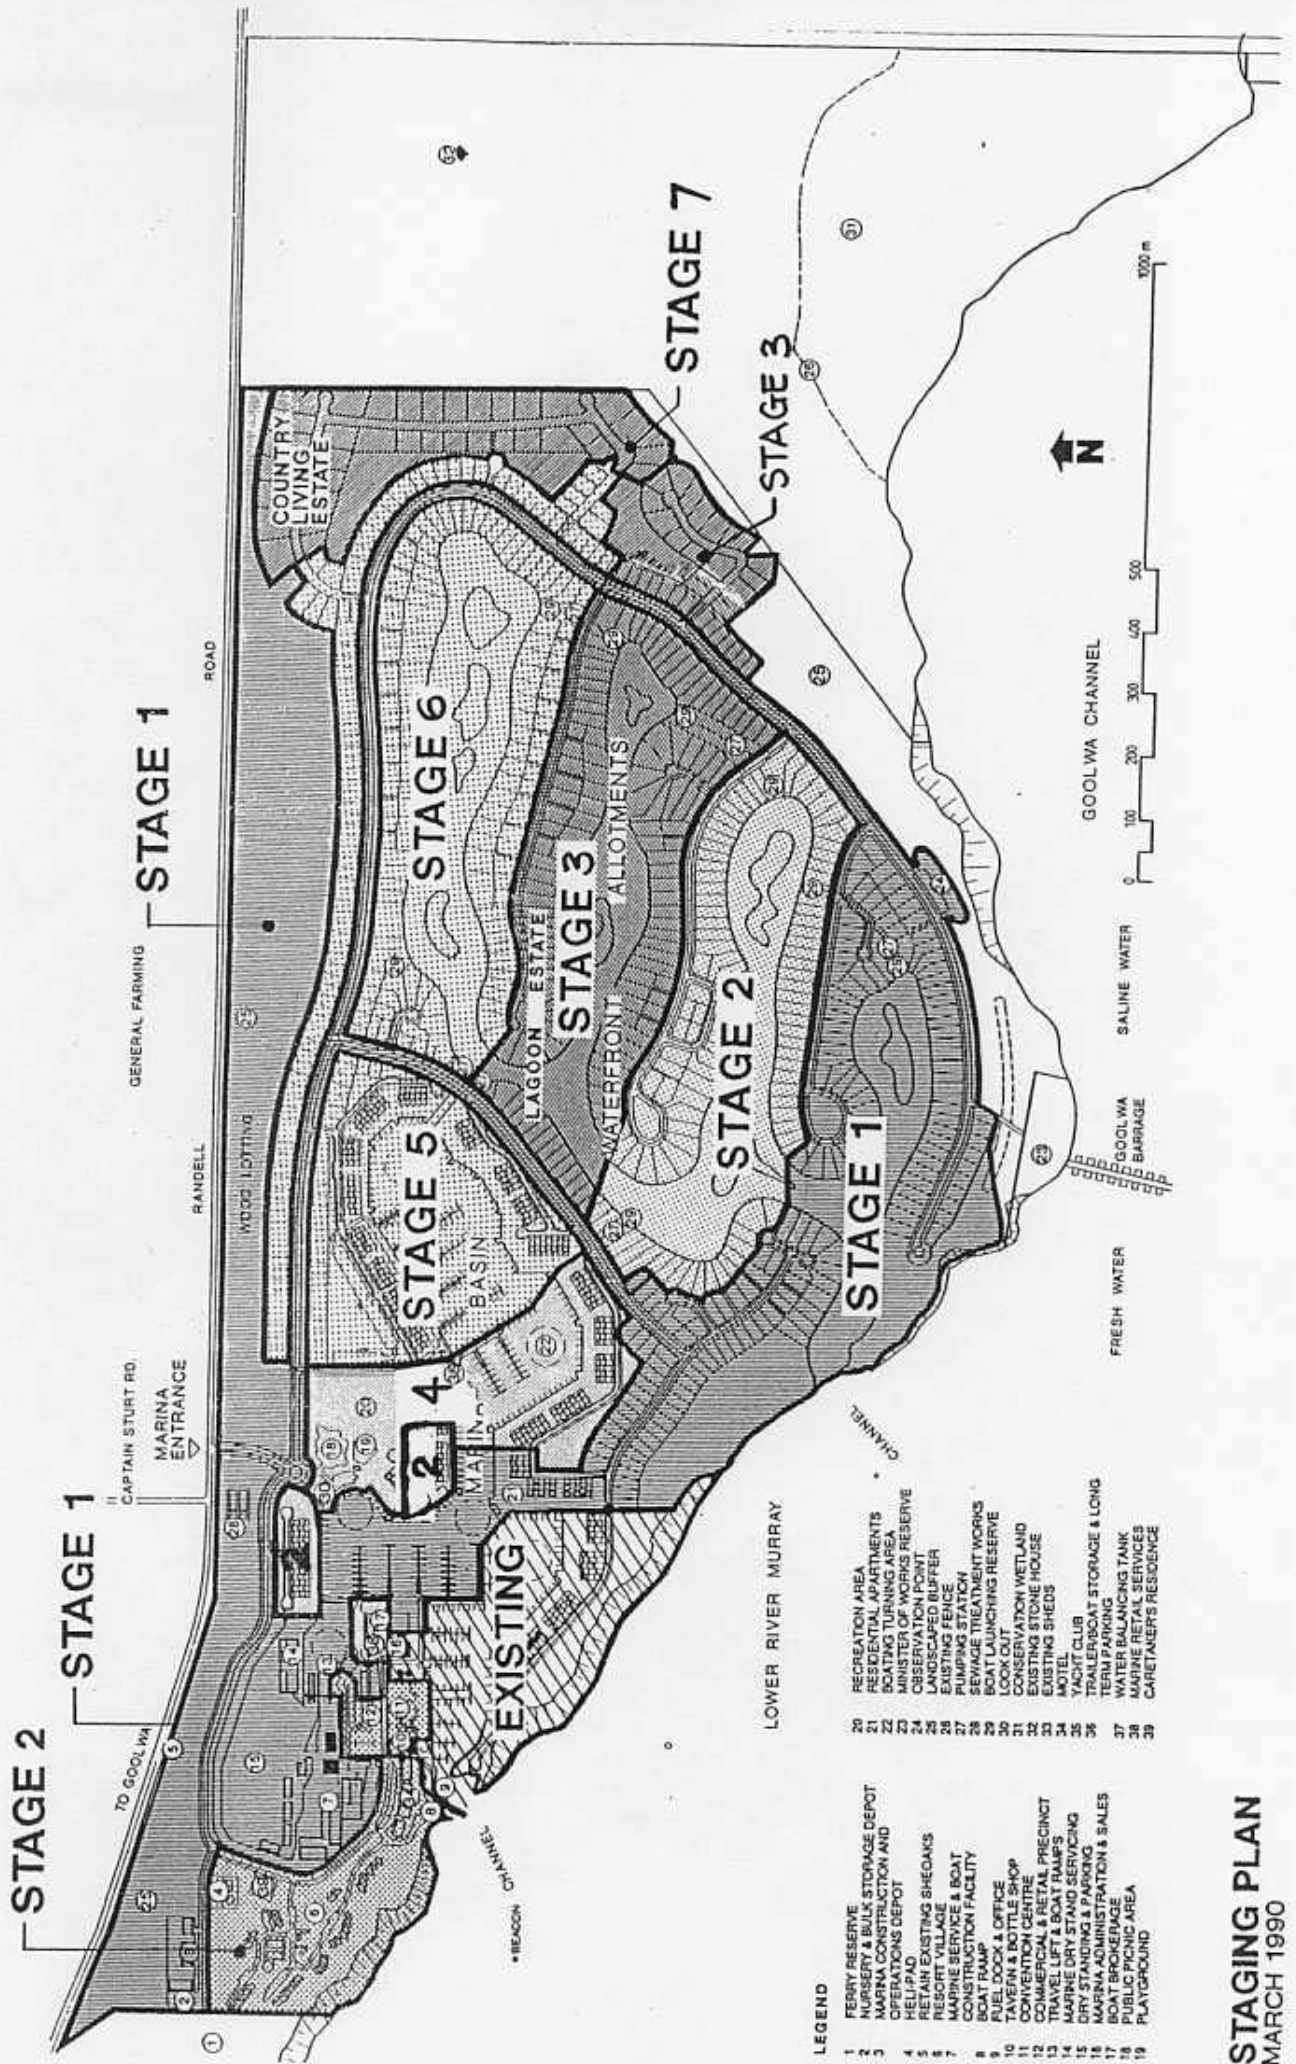 STAGE 2
STAGE 1
STAGE 1
TO GOOLWA
CAPTAIN STURT RD.
MARINA
ENTRANCE
RANDELL
ROAD
GENERAL FARMING
WOOD LOTTING
COUNTRY
LIVING
ESTATE
STAGE 7
STAGE 3
STAGE 6
STAGE 5
BASIN
LAGOON ESTATE
STAGE 3
WATERFRONT ALLOTMENTS
STAGE 2
STAGE 1
2
4
2
EXISTING
CHANNEL
BEACON CHANNEL
LOWER RIVER MURRAY
FRESH WATER
GOOLWA
BARRAGE
SALINE WATER
GOOLWA CHANNEL
0 100 200 300 400 500 1000 m
N
LEGEND
1 FERRY RESERVE
2 NURSERY & BULK STORAGE DEPOT
3 MARINA CONSTRUCTION AND
OPERATIONS DEPOT
4 HELI-PAD
5 RETAIN EXISTING SHEOAKS
6 RESORT VILLAGE
7 MARINE SERVICE & BOAT
CONSTRUCTION FACILITY
8 BOAT RAMP
9 FUEL DOCK & OFFICE
10 TAVERN & BOTTLE SHOP
11 CONVENTION CENTRE
12 COMMERCIAL & RETAIL PRECINCT
13 TRAVEL LIFT & BOAT RAMPS
14 MARINE DRY STAND SERVICING
15 DRY STANDING & PARKING
16 MARINA ADMINISTRATION & SALES
17 BOAT BROKERAGE
18 PUBLIC PICNIC AREA
19 PLAYGROUND
20 RECREATION AREA
21 RESIDENTIAL APARTMENTS
22 BOATING TURNING AREA
23 MINISTER OF WORKS RESERVE
24 OBSERVATION POINT
25 LANDSCAPED BUFFER
26 EXISTING FENCE
27 PUMPING STATION
28 SEWAGE TREATMENT WORKS
29 BOAT LAUNCHING RESERVE
30 LOOK OUT
31 CONSERVATION WETLAND
32 EXISTING STONE HOUSE
33 EXISTING SHEDS
34 MOTEL
35 YACHT CLUB
36 TRAILER/BOAT STORAGE & LONG
TERM PARKING
37 WATER BALANCING TANK
38 MARINE RETAIL SERVICES
39 CARETAKER'S RESIDENCE
STAGING PLAN
MARCH 1990